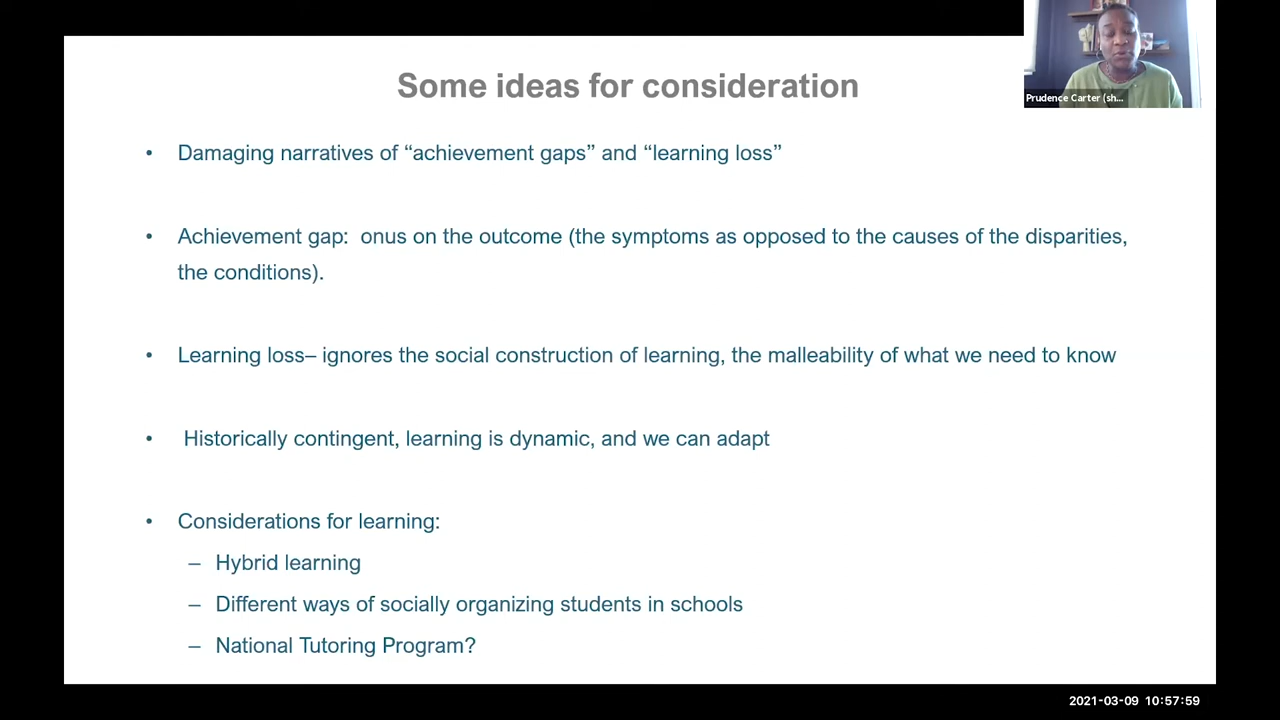 Some ideas for consideration
Prudence Carter (sh...
• Damaging narratives of “achievement gaps” and “learning loss”
• Achievement gap:  onus on the outcome (the symptoms as opposed to the causes of the disparities,
the conditions).
• Learning loss– ignores the social construction of learning, the malleability of what we need to know
• Historically contingent, learning is dynamic, and we can adapt
• Considerations for learning:
– Hybrid learning
– Different ways of socially organizing students in schools
– National Tutoring Program?
2021-03-09 10:57:59